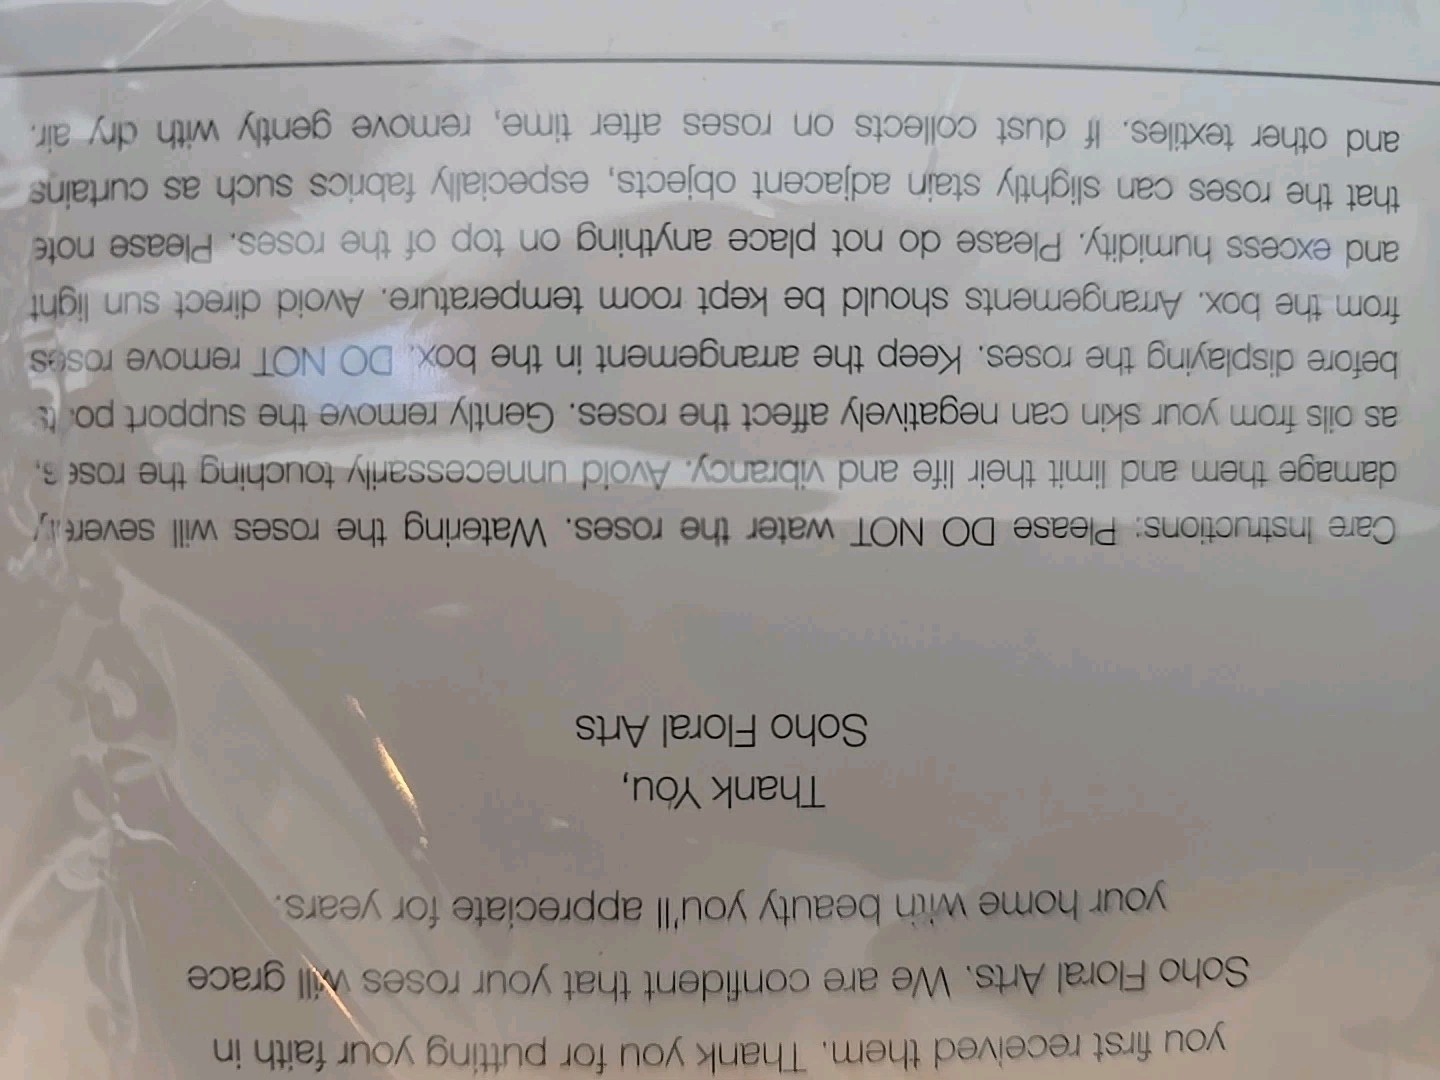 you first received them. Thank you for putting your faith in
Soho Floral Arts. We are confident that your roses will grace
your home with beauty you'll appreciate for years.
Thank You,
Soho Floral Arts
Care Instructions: Please DO NOT water the roses. Watering the roses will severely
damage them and limit their life and vibrancy. Avoid unnecessarily touching the roses,
as oils from your skin can negatively affect the roses. Gently remove the support
before displaying the roses. Keep the arrangement in the box. DO NOT remove roses
from the box. Arrangements should be kept room temperature. Avoid direct sun light
and excess humidity. Please do not place anything on top of the roses. Please note
that the roses can slightly stain adjacent objects, especially fabrics such as curtains
and other textiles. If dust collects on roses after time, remove gently with dry air.